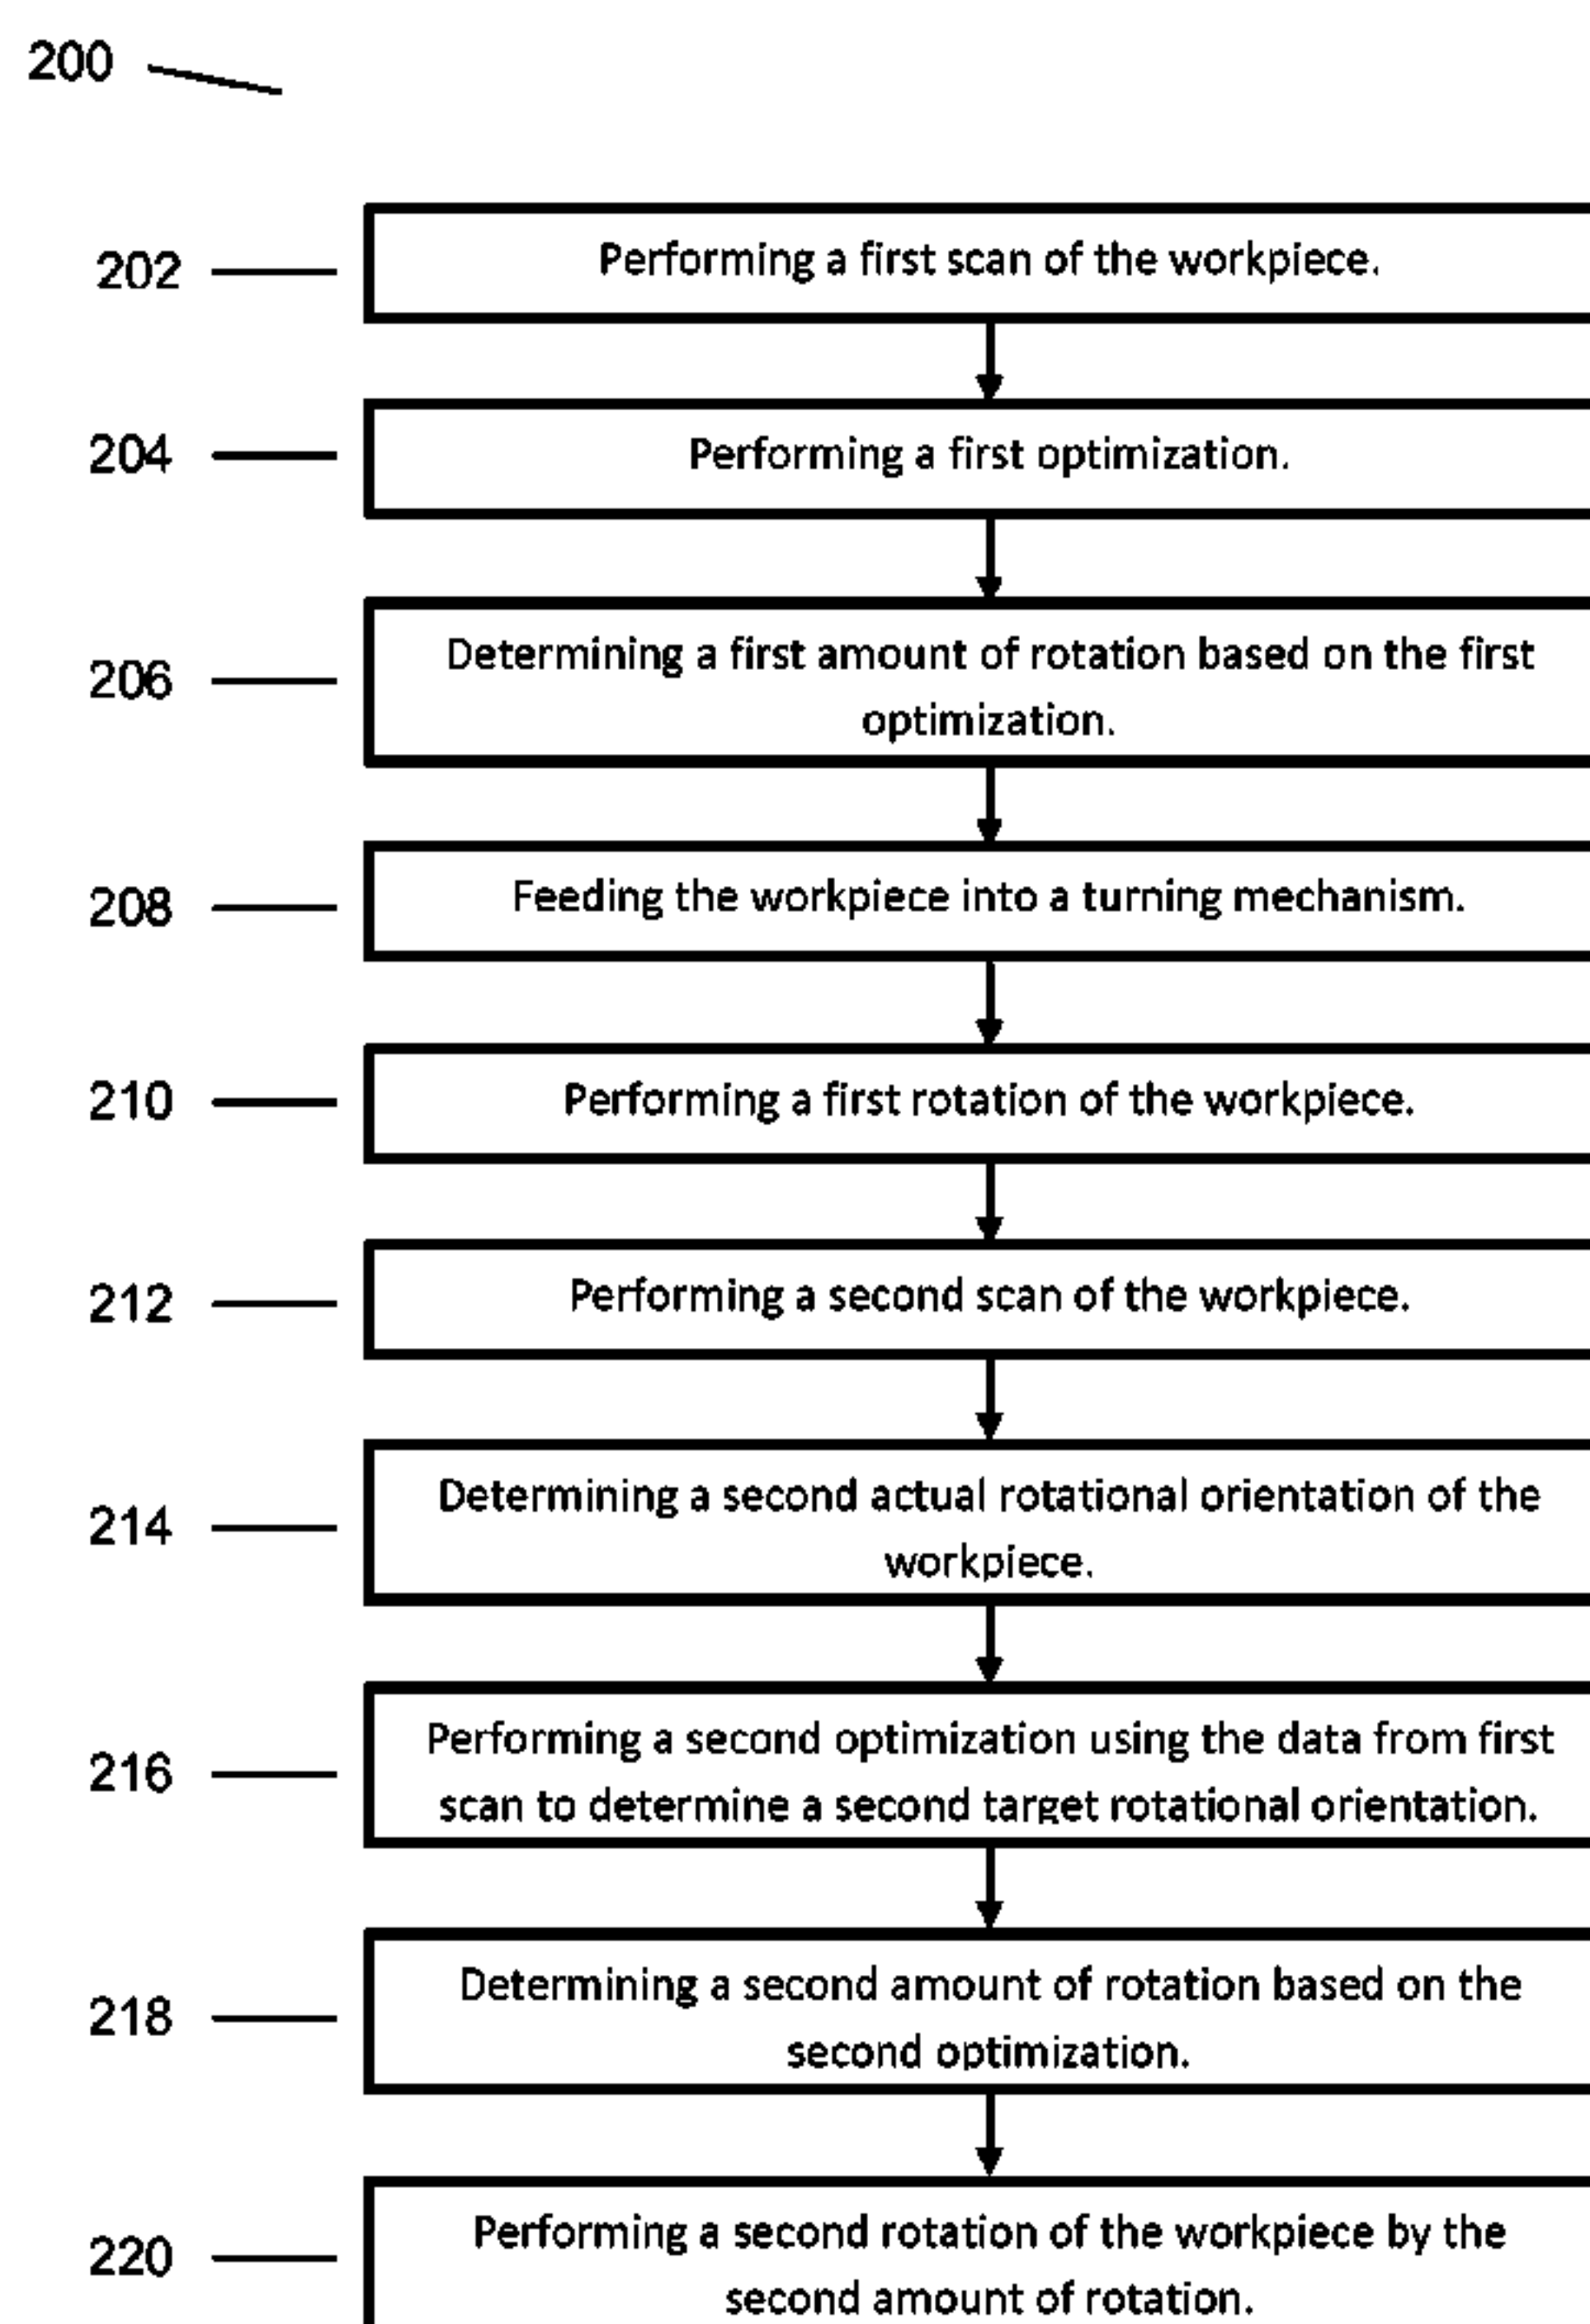 200
202
Performing a first scan of the workpiece.
204
Performing a first optimization.
206
Determining a first amount of rotation based on the first
optimization.
208
Feeding the workpiece into a turning mechanism.
210
Performing a first rotation of the workpiece.
212
Performing a second scan of the workpiece.
214
Determining a second actual rotational orientation of the
workpiece.
216
Performing a second optimization using the data from first
scan to determine a second target rotational orientation.
218
Determining a second amount of rotation based on the
second optimization.
220
Performing a second rotation of the workpiece by the
second amount of rotation.